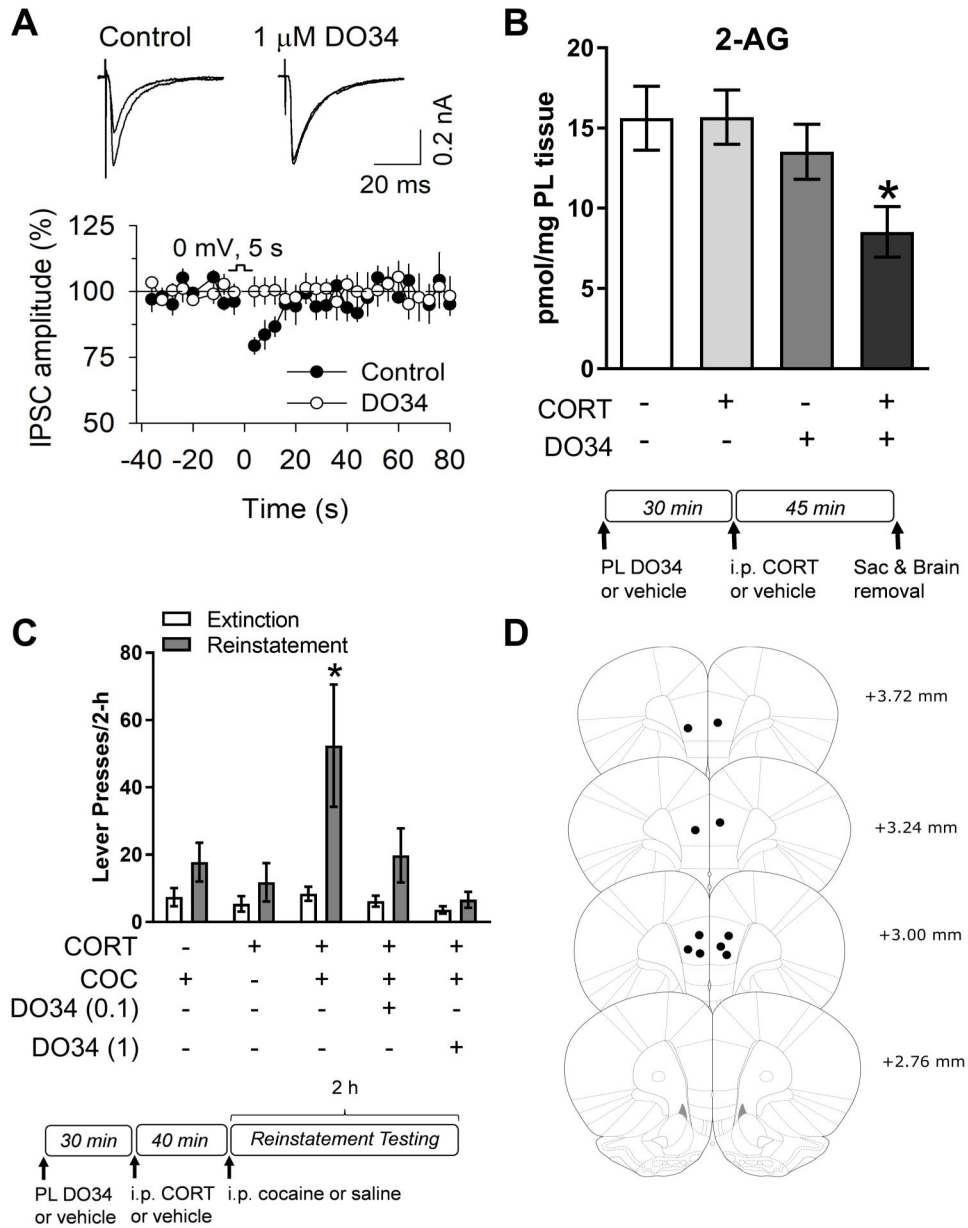 A
Control
1 μM DO34
0.2 nA
20 ms
IPSC amplitude (%)
125
100
75
50
0 mV, 5 s
Control
DO34
-40 -20 0 20 40 60 80
Time (s)
B
2-AG
pmol/mg PL tissue
20
15
10
5
0
*
CORT - + - +
DO34 - - + +
30 min 45 min
PL DO34 or vehicle
i.p. CORT or vehicle
Sac & Brain removal
C
Extinction
Reinstatement
Lever Presses/2-h
80
60
40
20
0
*
CORT - + + + +
COC + - + + +
DO34 (0.1) - - - + -
DO34 (1) - - - - +
2 h
30 min 40 min Reinstatement Testing
PL DO34 or vehicle
i.p. CORT or vehicle
i.p. cocaine or saline
D
+3.72 mm
+3.24 mm
+3.00 mm
+2.76 mm